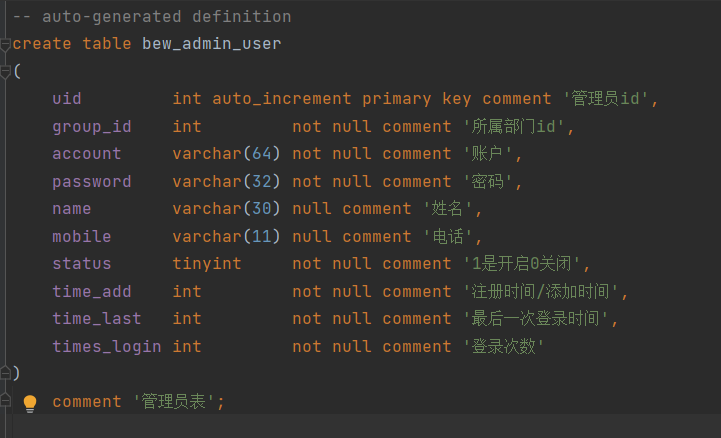 -- auto-generated definition
create table bew_admin_user
(
    uid         int auto_increment primary key comment '管理员id',
    group_id    int         not null comment '所属部门id',
    account     varchar(64) not null comment '账户',
    password    varchar(32) not null comment '密码',
    name        varchar(30) null comment '姓名',
    mobile      varchar(11) null comment '电话',
    status      tinyint     not null comment '1是开启0关闭',
    time_add    int         not null comment '注册时间/添加时间',
    time_last   int         not null comment '最后一次登录时间',
    times_login int         not null comment '登录次数'
)
    comment '管理员表';